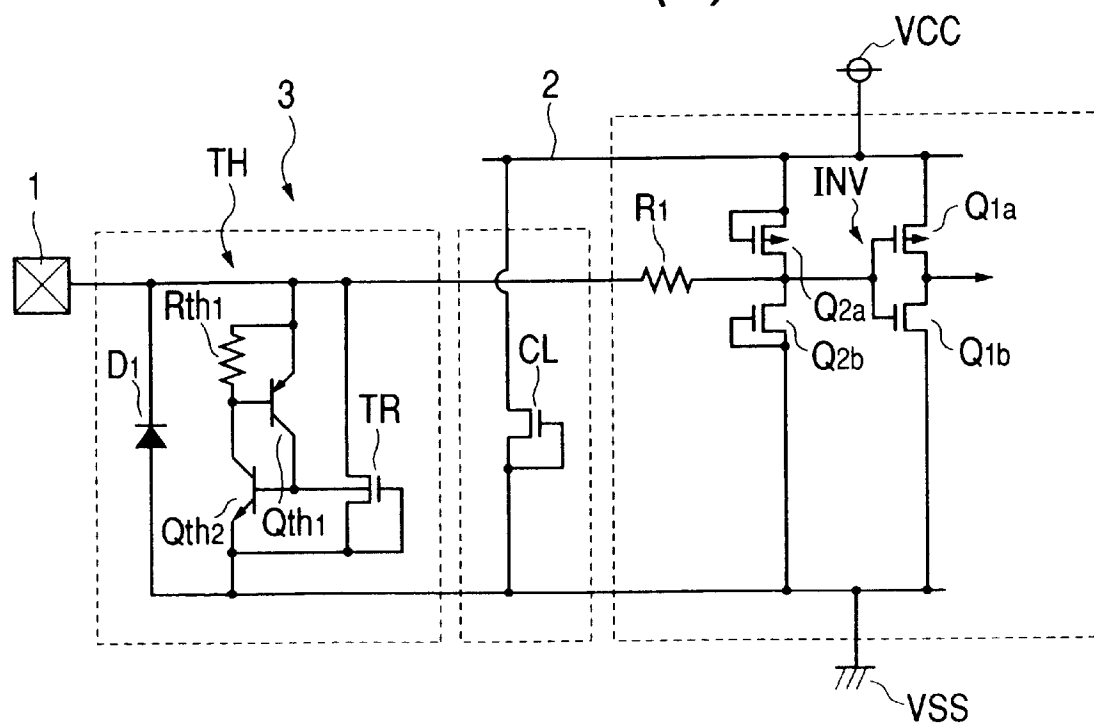 VCC
3
2
TH
1
INV
R1
Q1a
Rth1
Q2a
D1
CL
Q2b
Q1b
TR
Qth2
Qth1
VSS